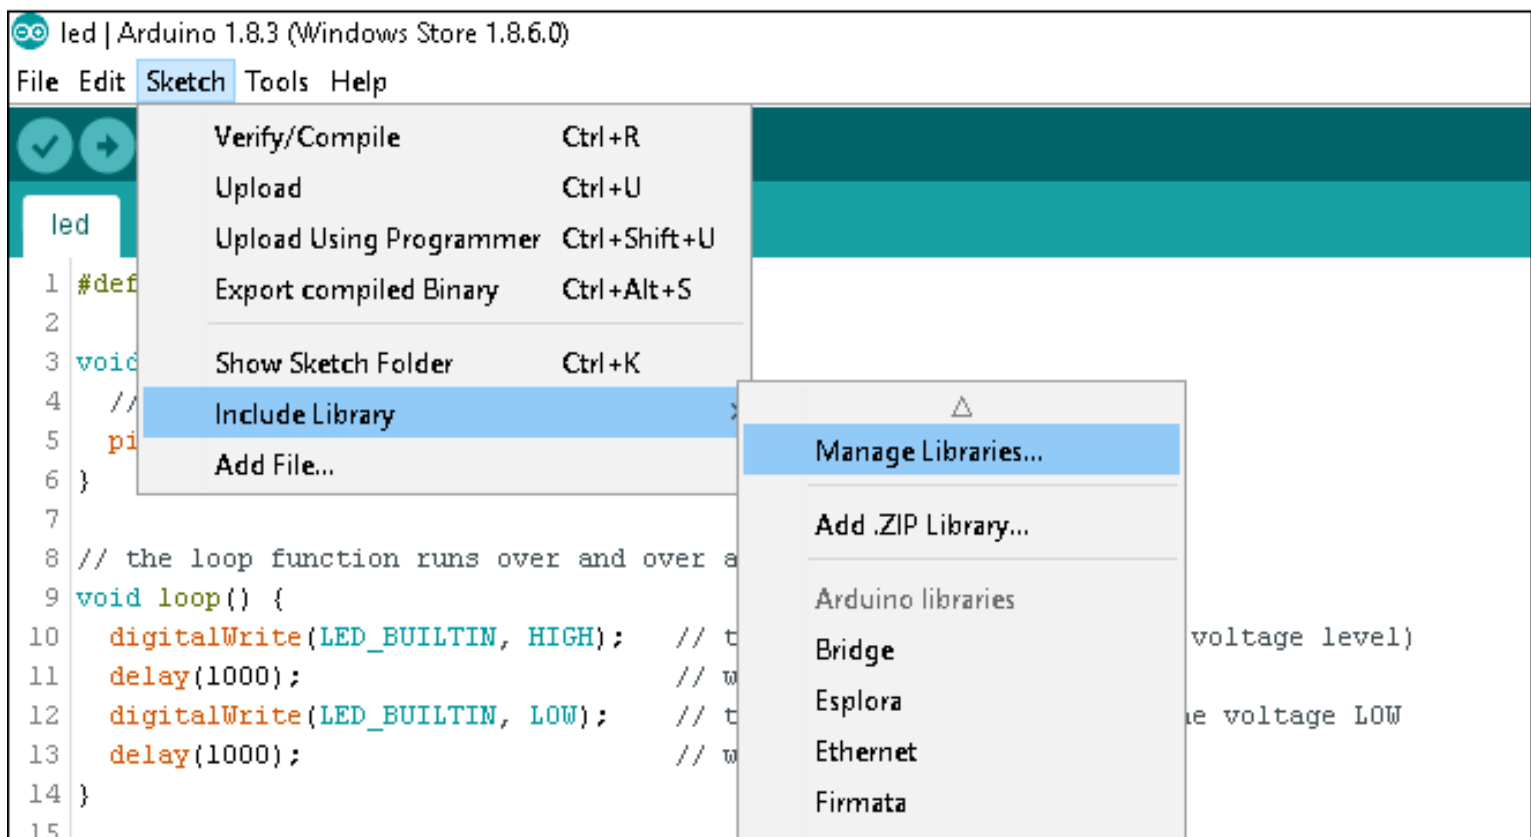 led | Arduino 1.8.3 (Windows Store 1.8.6.0)
File Edit Sketch Tools Help
Verify/Compile Ctrl+R
Upload Ctrl+U
Upload Using Programmer Ctrl+Shift+U
Export compiled Binary Ctrl+Alt+S
Show Sketch Folder Ctrl+K
Include Library
Add File...
Manage Libraries...
Add .ZIP Library...
Arduino libraries
Bridge
Esplora
Ethernet
Firmata
led
1 #def
2
3 void
4 //
5 pi
6 }
7
8 // the loop function runs over and over a
9 void loop() {
10 digitalWrite(LED_BUILTIN, HIGH); // t voltage level)
11 delay(1000); // w
12 digitalWrite(LED_BUILTIN, LOW); // t voltage LOW
13 delay(1000); // w
14 }
15